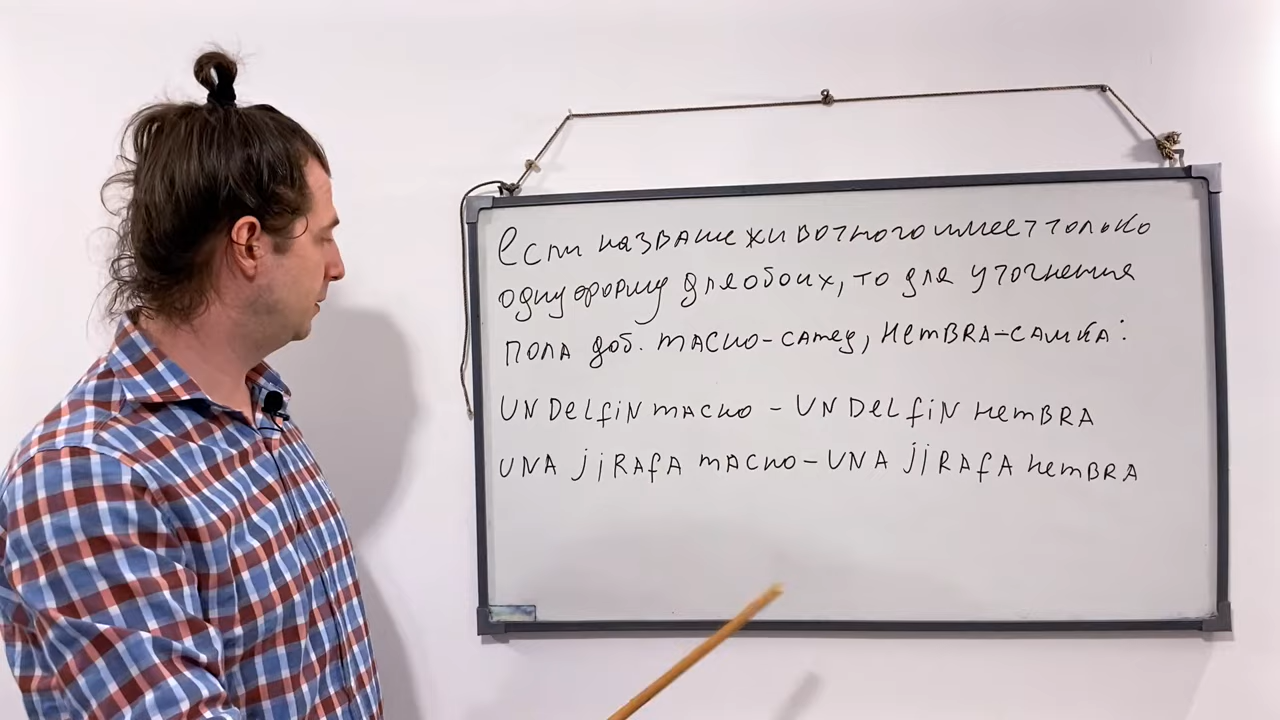 Если название животного имеет только
одну форму для обоих, то для уточнения
пола доб. macho-самец, hembra-самка:
UN DELfiN macho - UN DELfiN hemBRA
UNA jiRAfA macho - UNA jiRAfA hemBRA